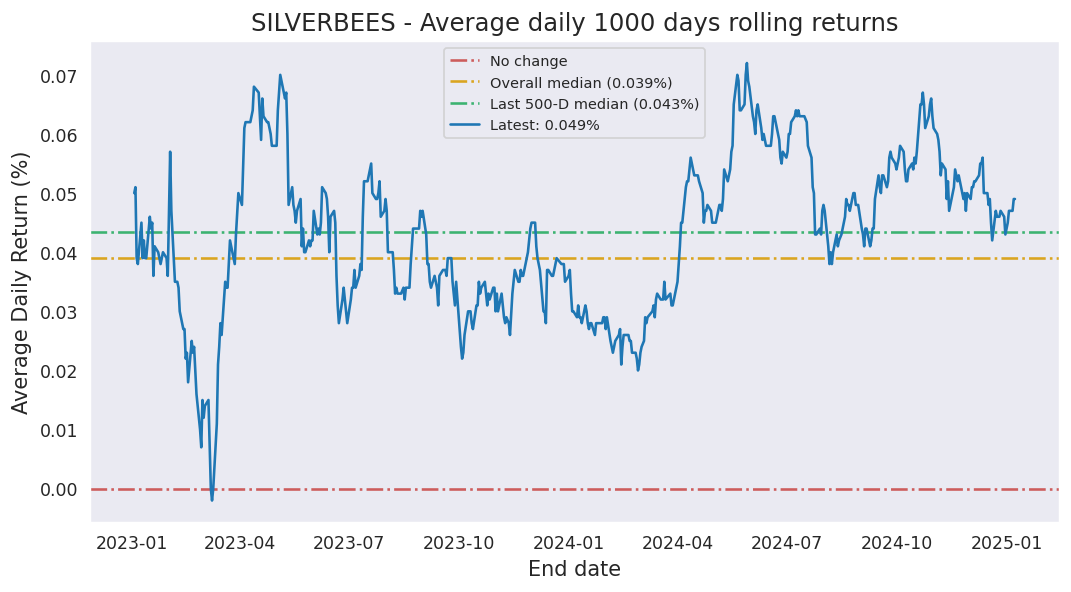 SILVERBEES - Average daily 1000 days rolling returns
No change
Overall median (0.039%)
Last 500-D median (0.043%)
Latest: 0.049%
Average Daily Return (%)
0.07
0.06
0.05
0.04
0.03
0.02
0.01
0.00
2023-01 2023-04 2023-07 2023-10 2024-01 2024-04 2024-07 2024-10 2025-01
End date